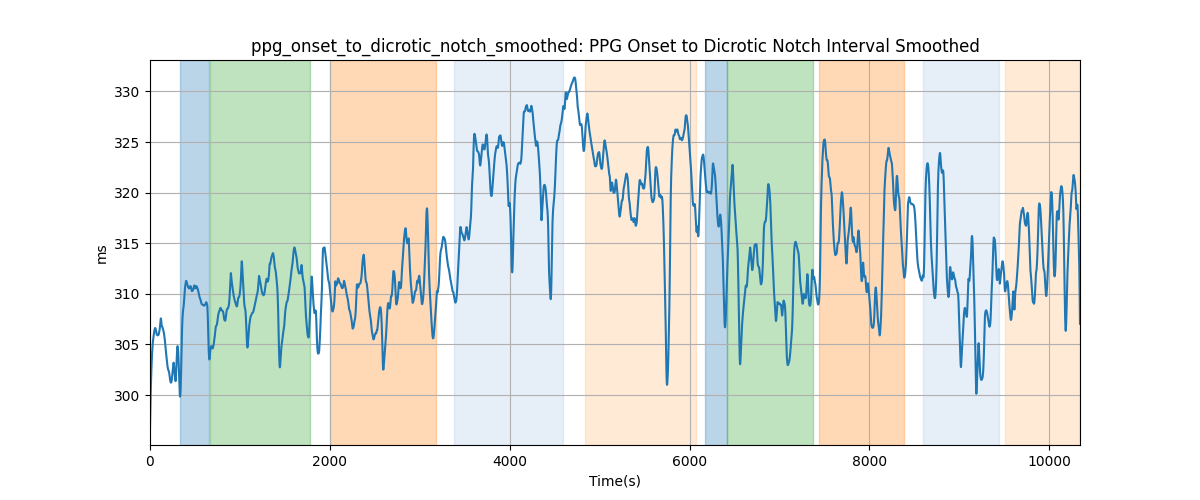 ppg_onset_to_dicrotic_notch_smoothed: PPG Onset to Dicrotic Notch Interval Smoothed
330
325
320
315
310
305
300
ms
0 2000 4000 6000 8000 10000
Time(s)